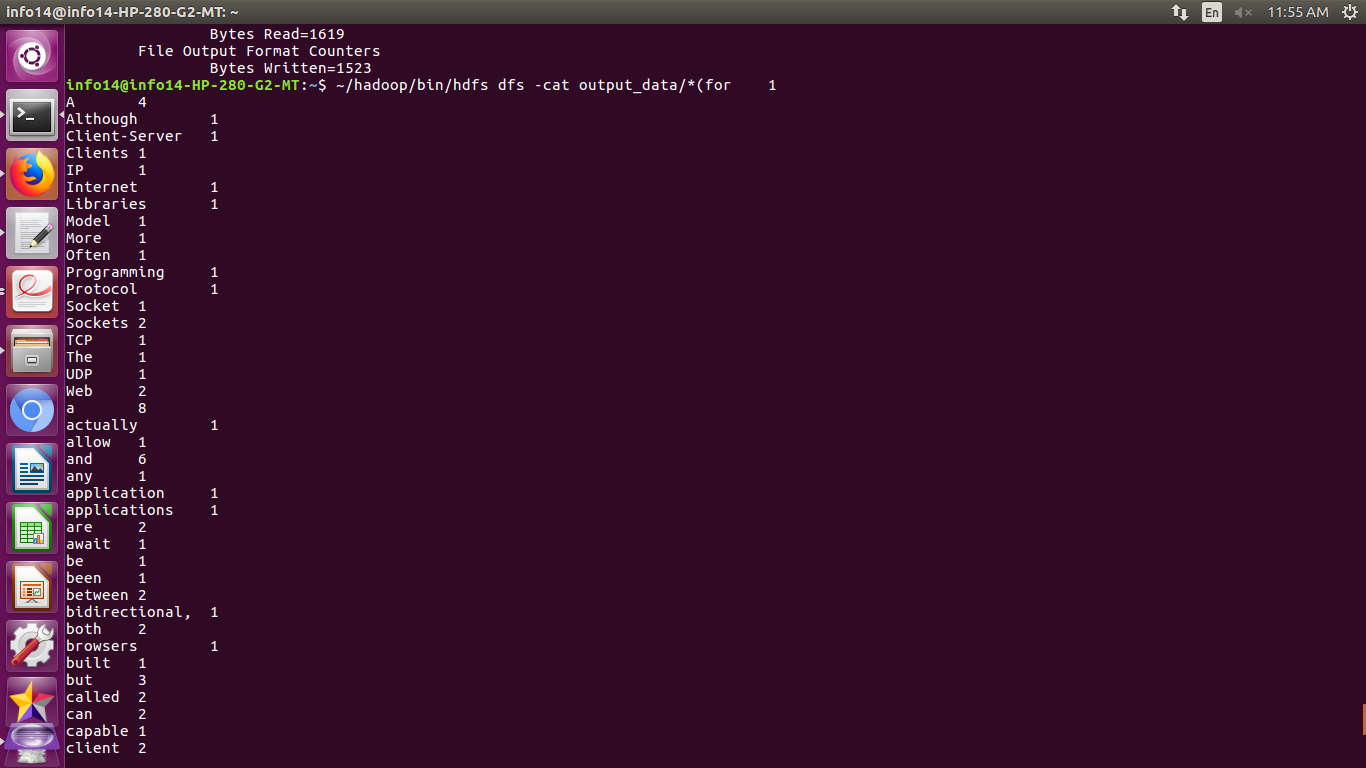 info14@info14-HP-280-G2-MT: ~
En
11:55 AM
Bytes Read=1619
File Output Format Counters
Bytes Written=1523
info14@info14-HP-280-G2-MT:~$ ~/hadoop/bin/hdfs dfs -cat output_data/*(for 1
A 4
Although 1
Client-Server 1
Clients 1
IP 1
Internet 1
Libraries 1
Model 1
More 1
Often 1
Programming 1
Protocol 1
Socket 1
Sockets 2
TCP 1
The 1
UDP 1
Web 2
a 8
actually 1
allow 1
and 6
any 1
application 1
applications 1
are 2
await 1
be 1
been 1
between 2
bidirectional, 1
both 2
browsers 1
built 1
but 3
called 2
can 2
capable 1
client 2